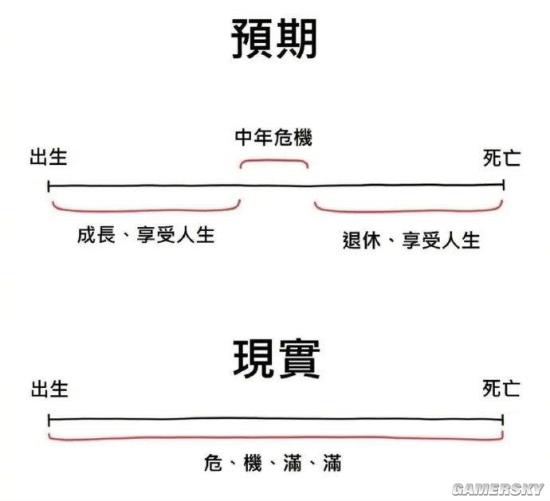 預期
中年危機
出生
死亡
成長、享受人生
退休、享受人生
現實
出生
死亡
危、機、滿、滿
GAMERSKY